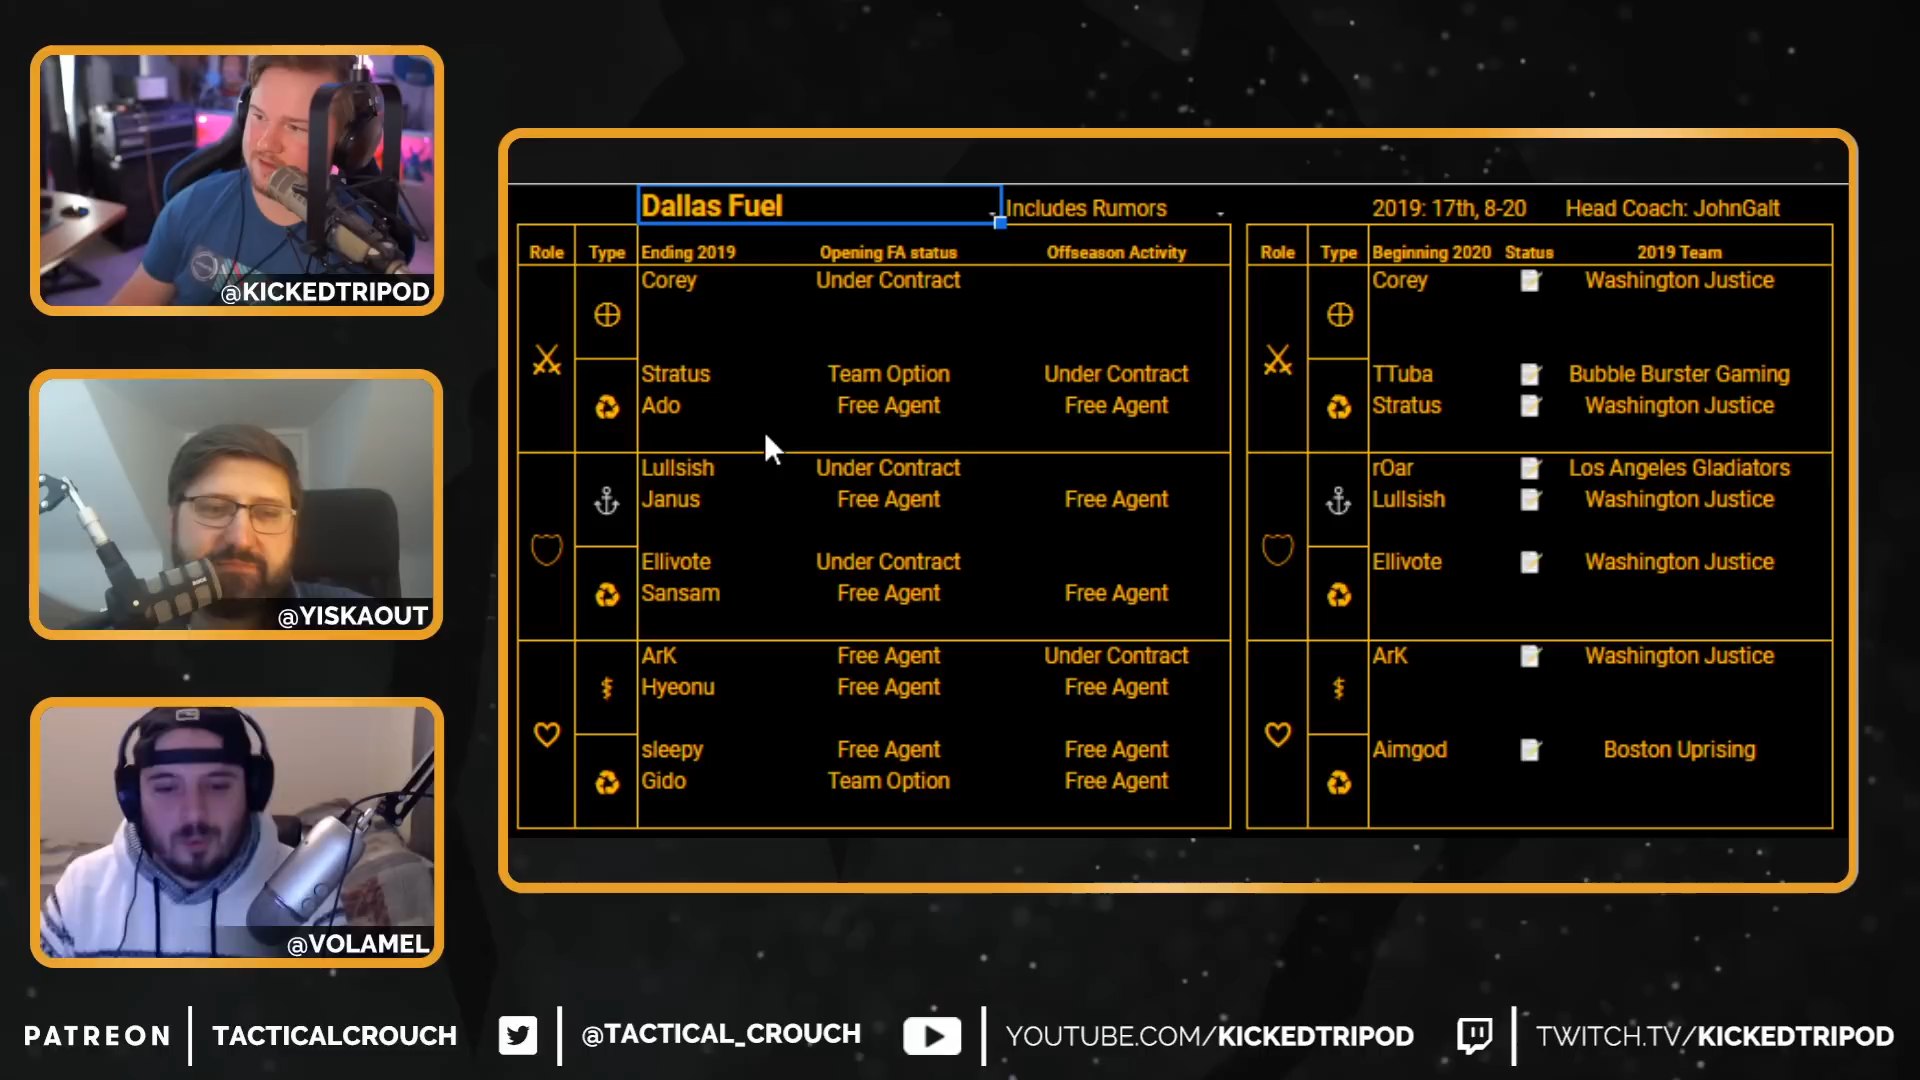 @KICKEDTRIPOD
@YISKAOUT
@VOLAMEL
Dallas Fuel Includes Rumors 2019: 17th, 8-20 Head Coach: JohnGalt
Role Type Ending 2019 Opening FA status Offseason Activity Role Type Beginning 2020 Status 2019 Team
Corey Under Contract Corey Washington Justice
Stratus Team Option Under Contract TTuba Bubble Burster Gaming
Ado Free Agent Free Agent Stratus Washington Justice
Lullsish Under Contract rOar Los Angeles Gladiators
Janus Free Agent Free Agent Lullsish Washington Justice
Ellivote Under Contract Ellivote Washington Justice
Sansam Free Agent Free Agent
ArK Free Agent Under Contract ArK Washington Justice
Hyeonu Free Agent Free Agent
sleepy Free Agent Free Agent Aimgod Boston Uprising
Gido Team Option Free Agent
PATREON | TACTICALCROUCH | @TACTICAL_CROUCH | YOUTUBE.COM/KICKEDTRIPOD | TWITCH.TV/KICKEDTRIPOD